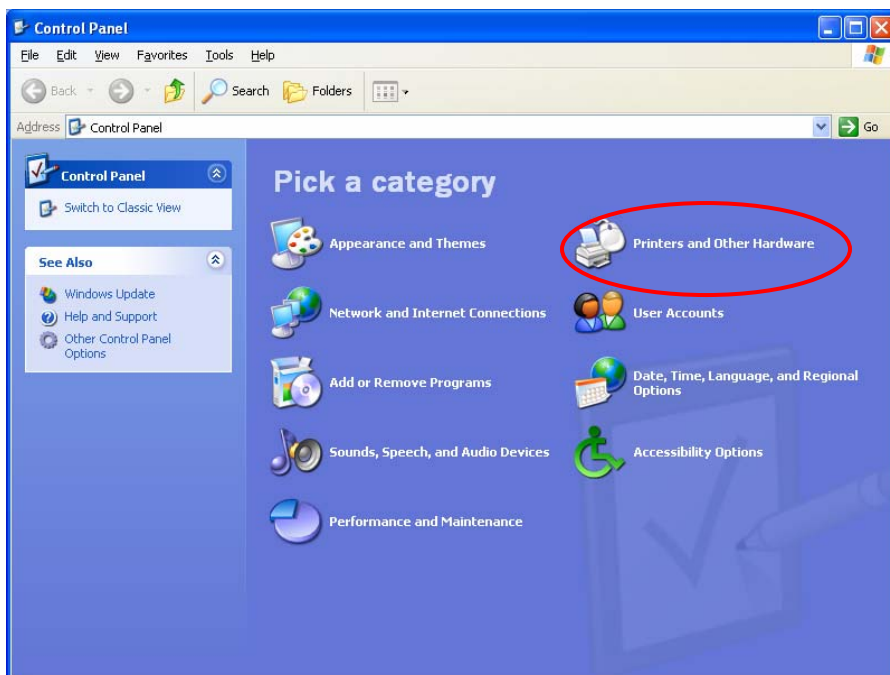 Control Panel
File Edit View Favorites Tools Help
Back Search Folders
Address Control Panel Go
Control Panel
Switch to Classic View
See Also
Windows Update
Help and Support
Other Control Panel
Options
Pick a category
Appearance and Themes
Printers and Other Hardware
Network and Internet Connections
User Accounts
Add or Remove Programs
Date, Time, Language, and Regional
Options
Sounds, Speech, and Audio Devices
Accessibility Options
Performance and Maintenance